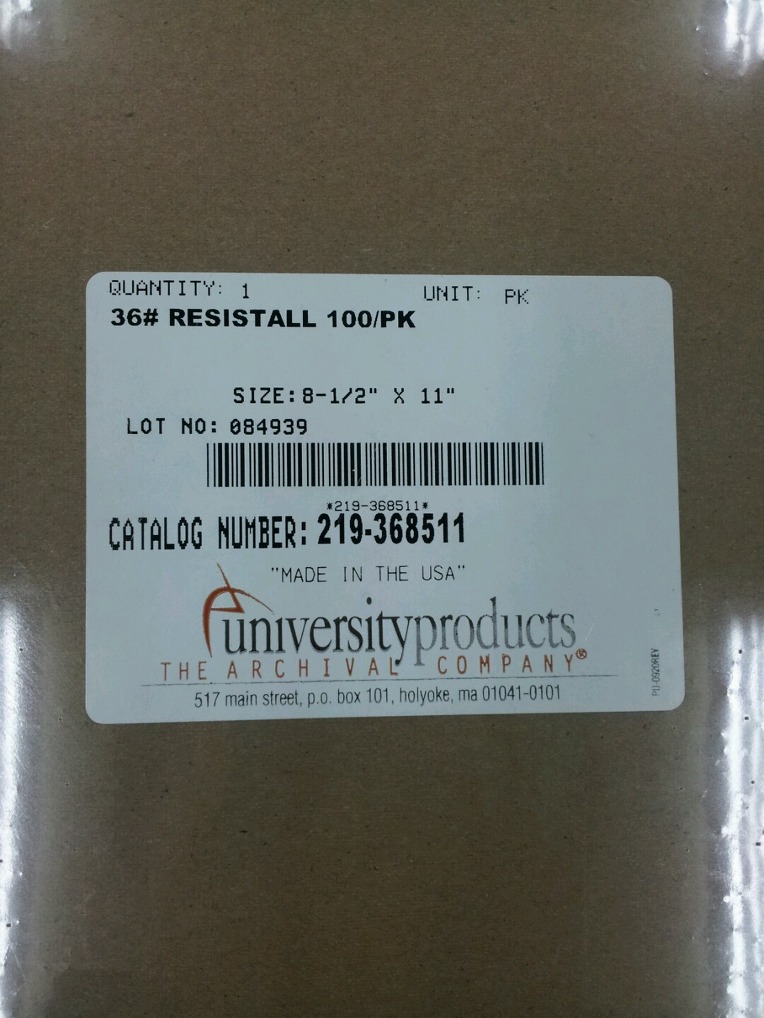 QUANTITY: 1 UNIT: PK
36# RESISTALL 100/PK
SIZE: 8-1/2" X 11"
LOT NO: 084939
*219-368511*
CATALOG NUMBER: 219-368511
"MADE IN THE USA"
universityproducts
THE ARCHIVAL COMPANY®
517 main street, p.o. box 101, holyoke, ma 01041-0101
PU-0920REV